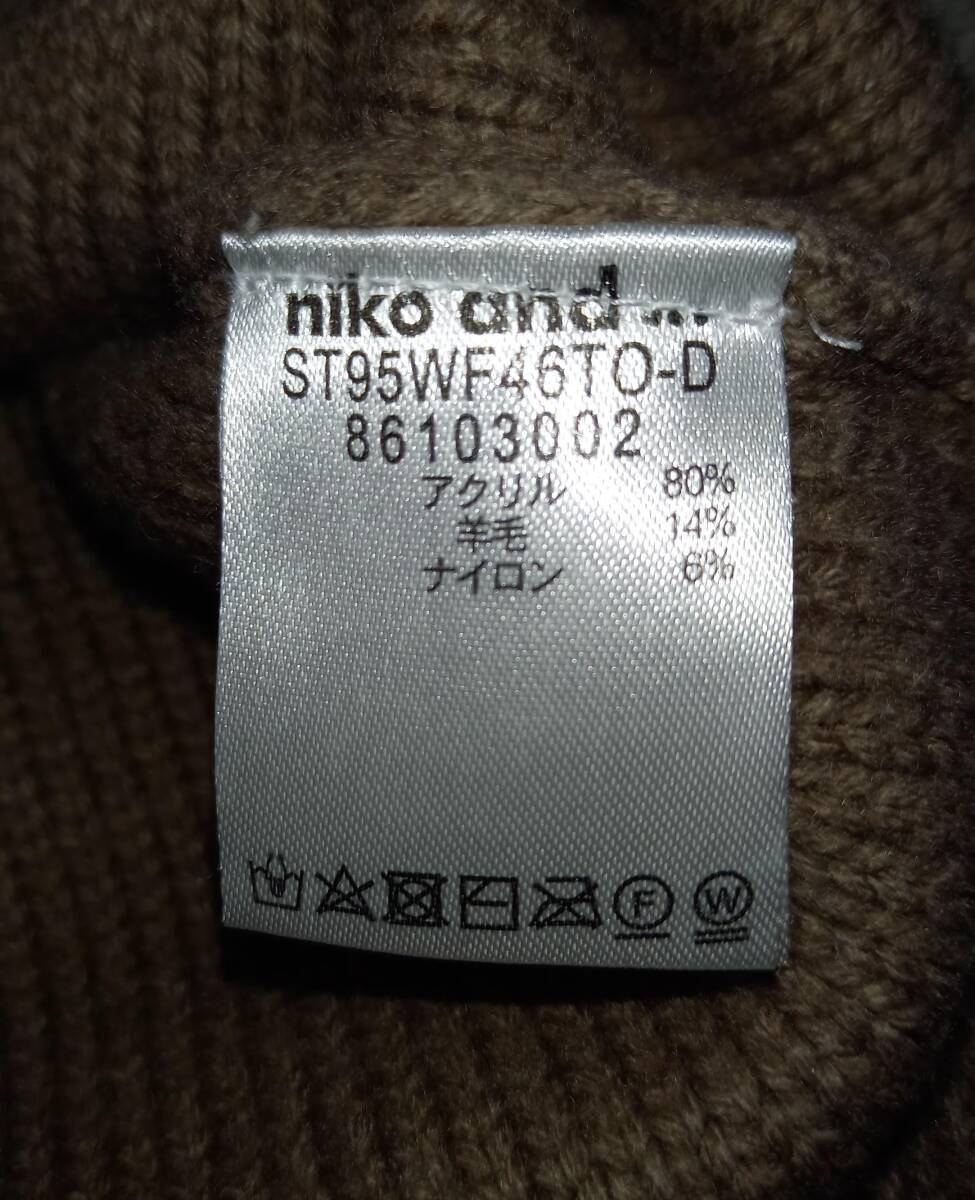 niko and ...
ST95WF46TO-D
86103002
アクリル 80%
羊毛 14%
ナイロン 6%
F W